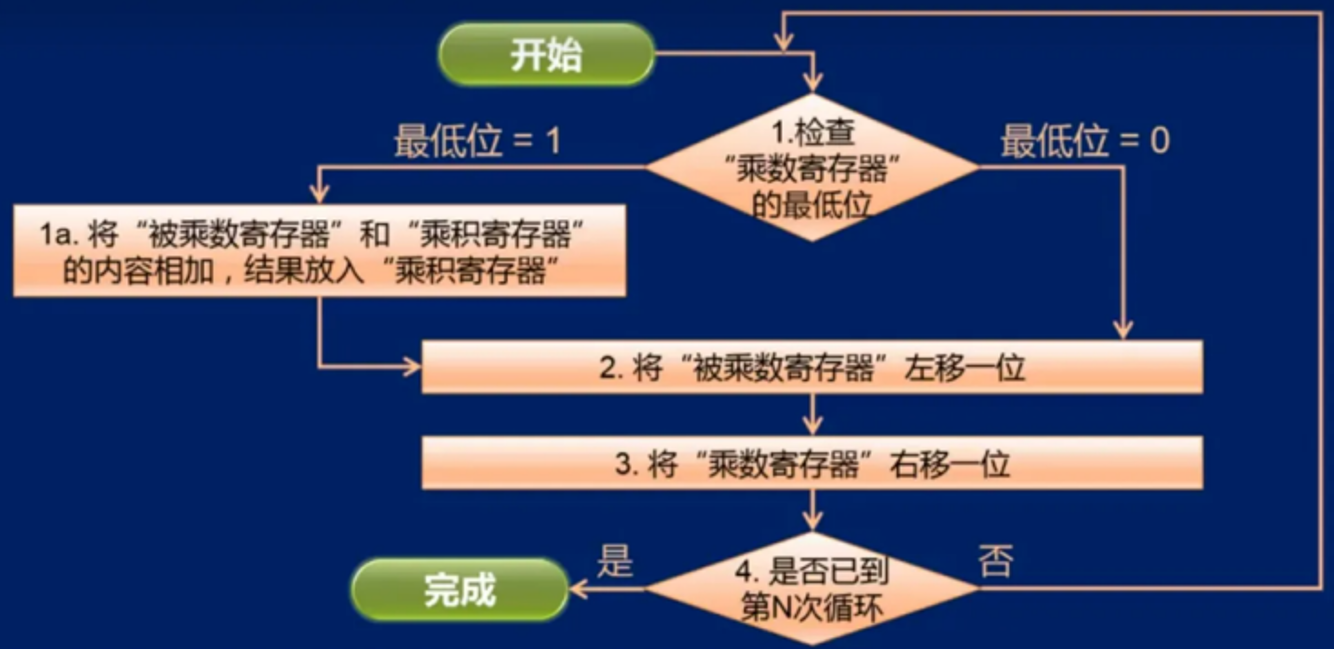 开始
最低位 = 1
1.检查
“乘数寄存器”
的最低位
最低位 = 0
1a. 将“被乘数寄存器”和“乘积寄存器”
的内容相加，结果放入“乘积寄存器”
2. 将“被乘数寄存器”左移一位
3. 将“乘数寄存器”右移一位
完成
是
4. 是否已到
第N次循环
否